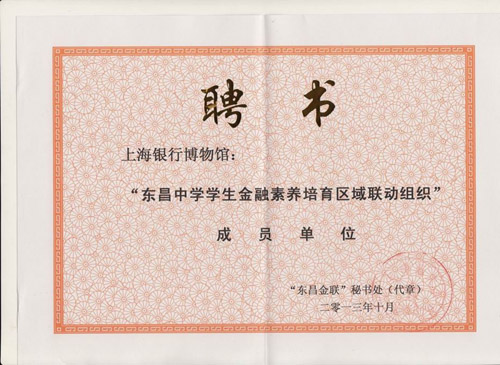 聘书
上海银行博物馆：
“东昌中学学生金融素养培育区域联动组织”
成员单位
“东昌金联”秘书处（代章）
二零一三年十月